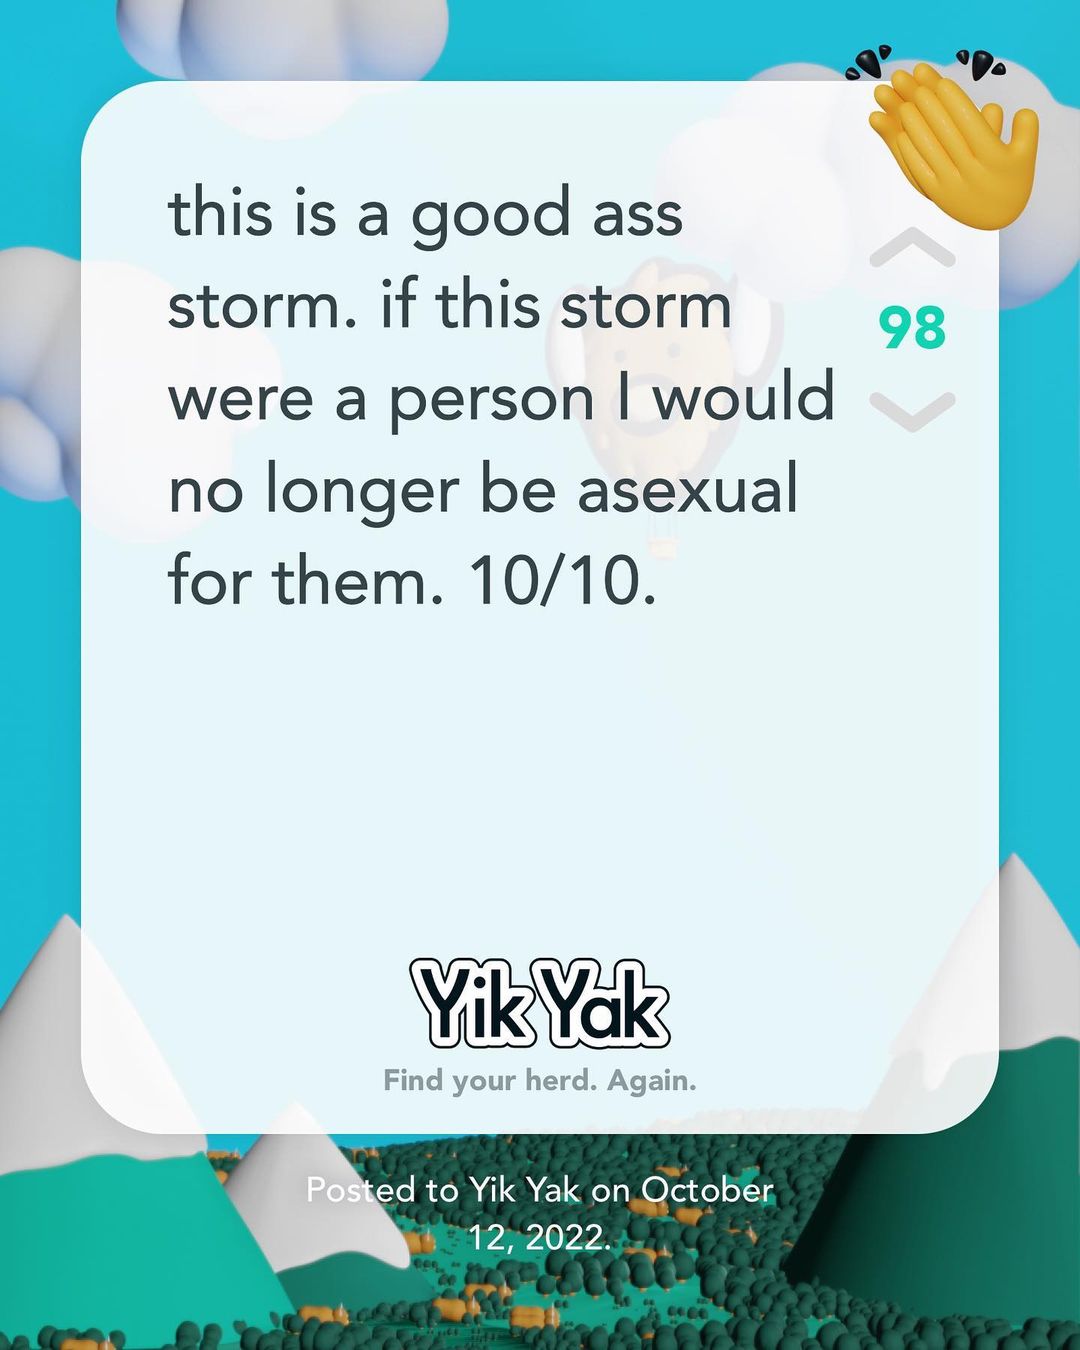 this is a good ass
storm. if this storm
were a person I would
no longer be asexual
for them. 10/10.
98
Yik Yak
Find your herd. Again.
Posted to Yik Yak on October
12, 2022.